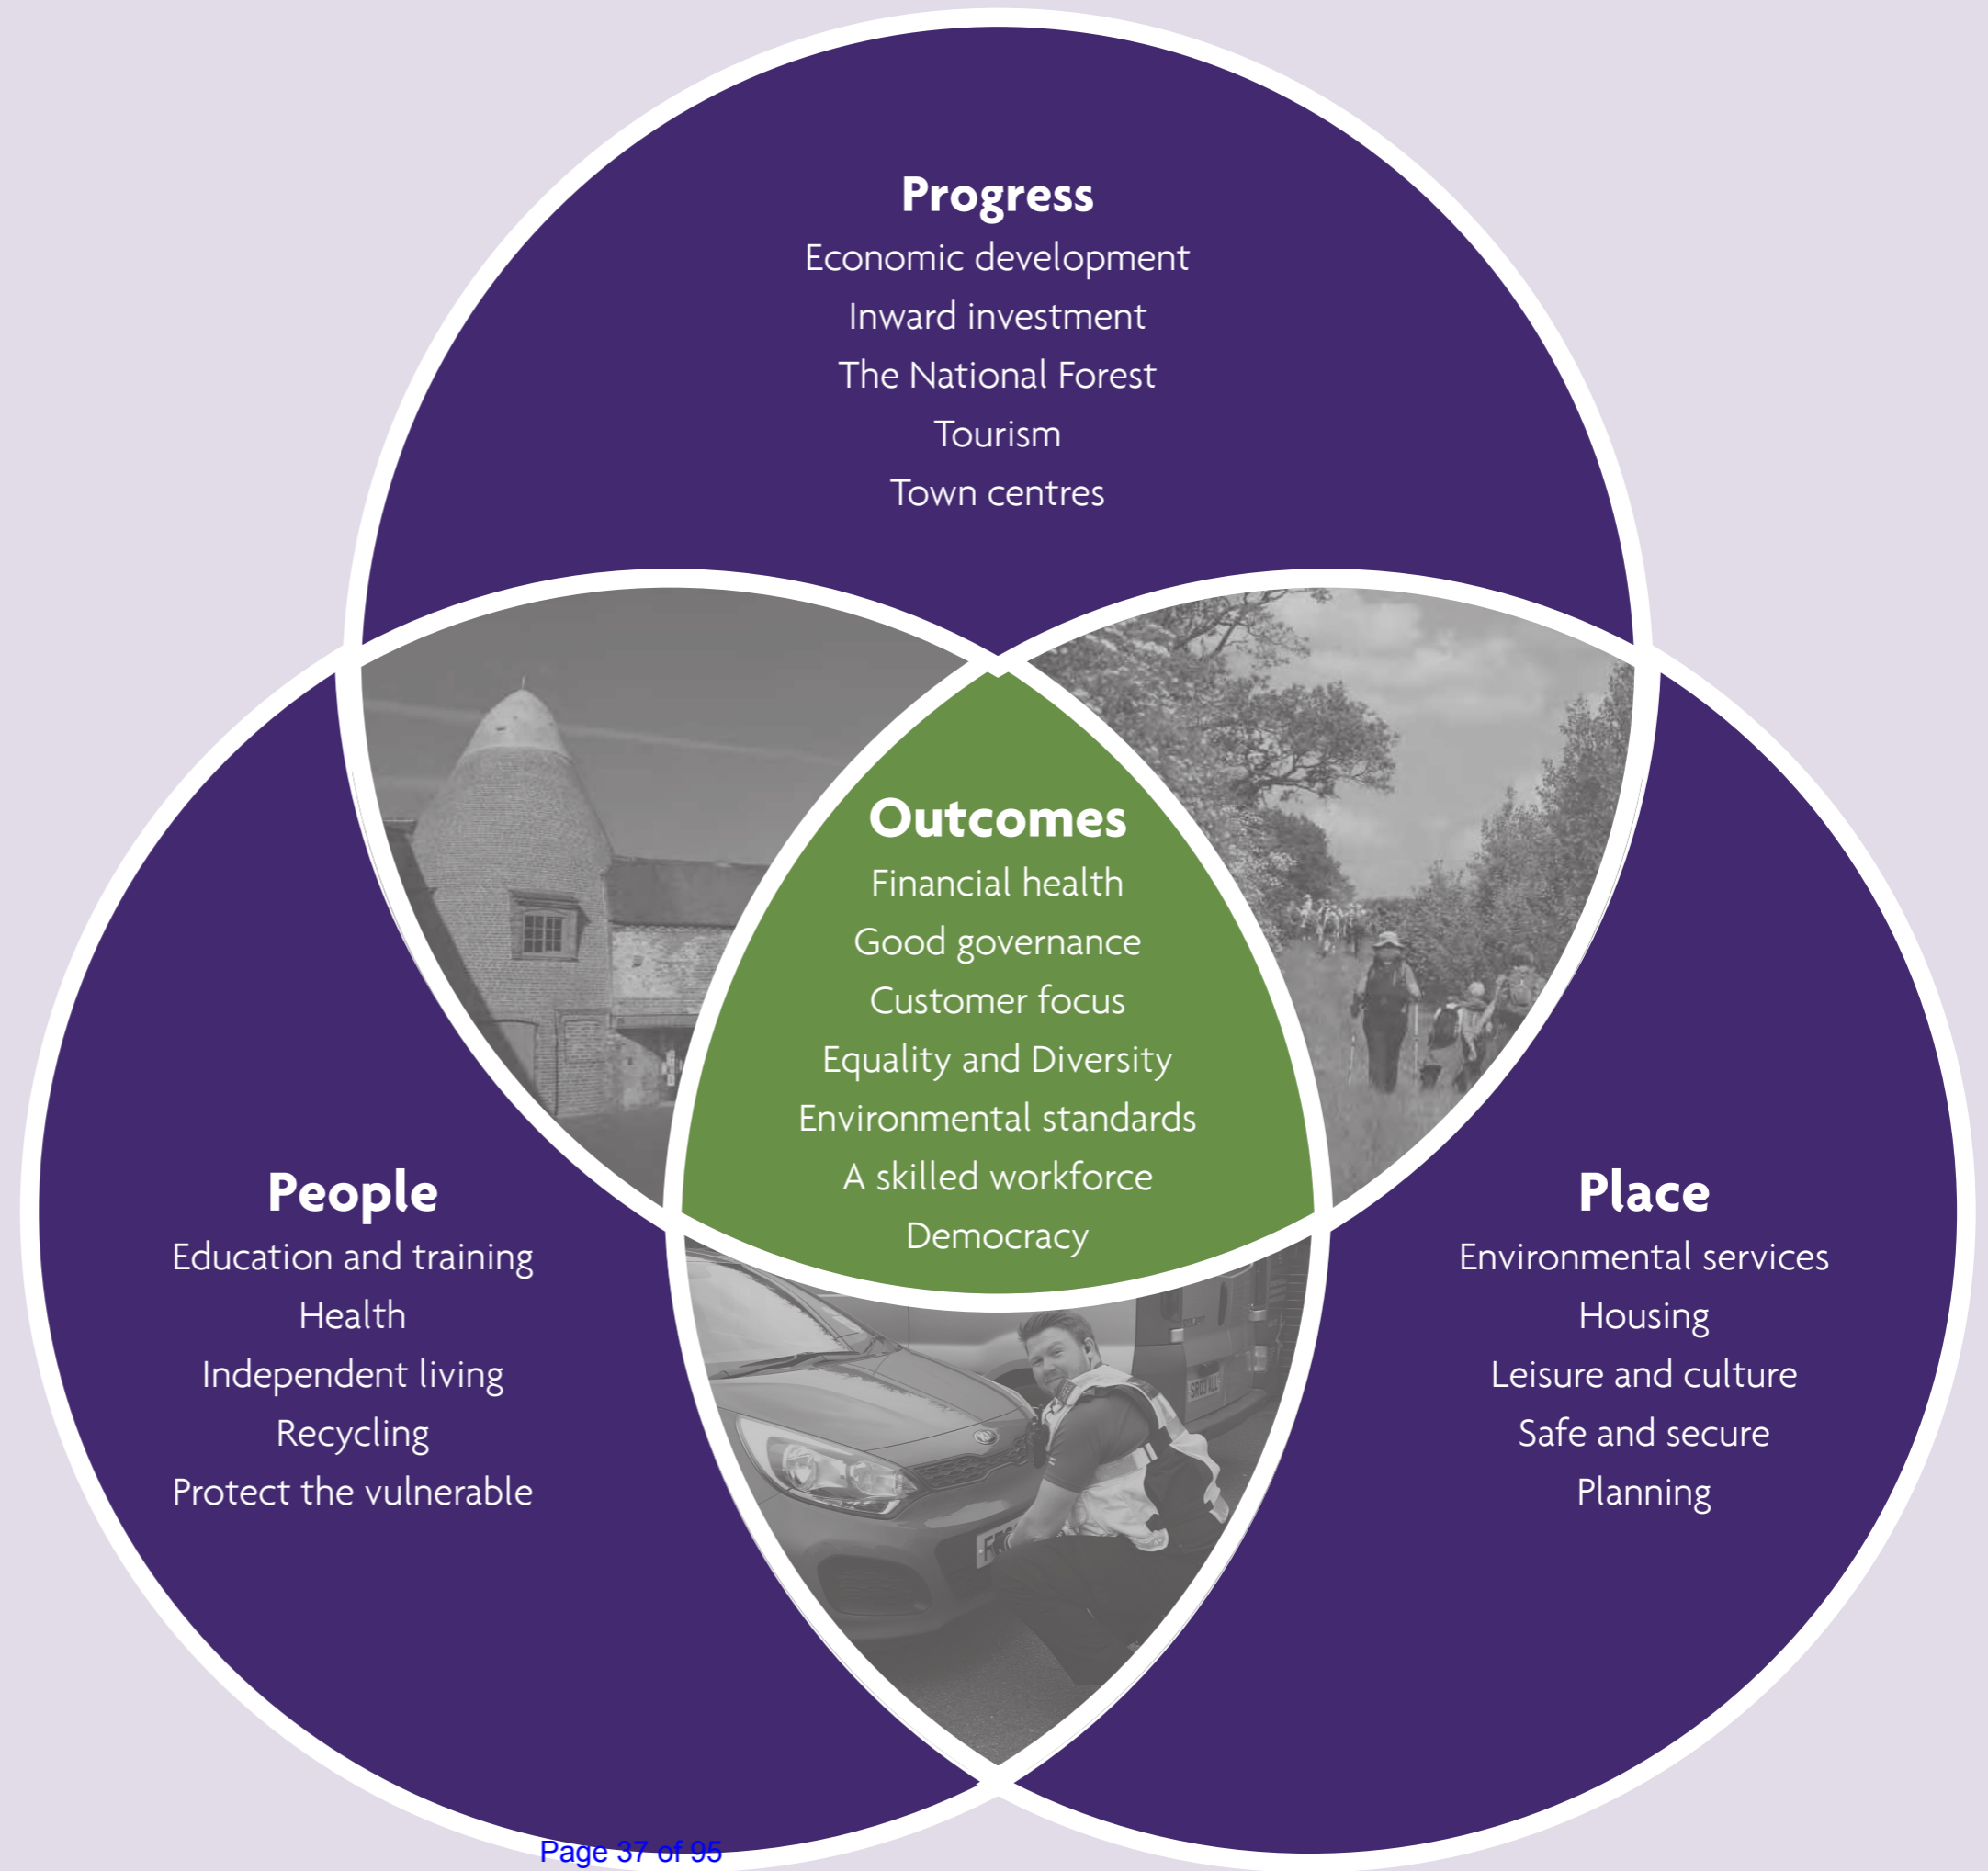 Progress
Economic development
Inward investment
The National Forest
Tourism
Town centres
Outcomes
Financial health
Good governance
Customer focus
Equality and Diversity
Environmental standards
A skilled workforce
Democracy
People
Education and training
Health
Independent living
Recycling
Protect the vulnerable
Place
Environmental services
Housing
Leisure and culture
Safe and secure
Planning
Page 37 of 95